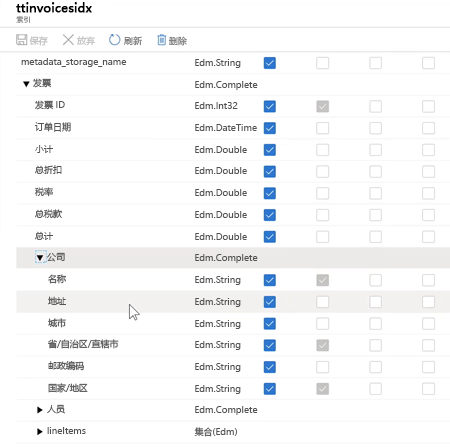 ttinvoicesidx
索引
保存 放弃 刷新 删除
metadata_storage_name Edm.String
发票 Edm.Complete
发票 ID Edm.Int32
订单日期 Edm.DateTime
小计 Edm.Double
总折扣 Edm.Double
税率 Edm.Double
总税款 Edm.Double
总计 Edm.Double
公司 Edm.Complete
名称 Edm.String
地址 Edm.String
城市 Edm.String
省/自治区/直辖市 Edm.String
邮政编码 Edm.String
国家/地区 Edm.String
人员 Edm.Complete
lineItems 集合(Edm)